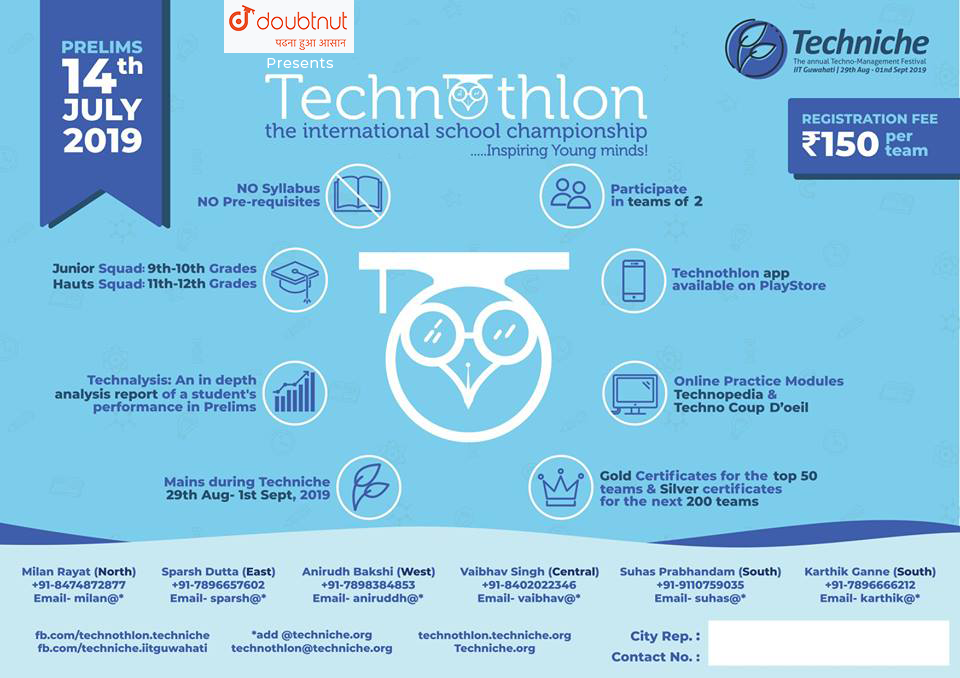 doubtnut
पढना हुआ आसान
Presents
Technothlon
the international school championship
.....Inspiring Young minds!
PRELIMS
14th
JULY
2019
Techniche
The annual Techno-Management Festival
IIT Guwahati | 29th Aug - 01nd Sept 2019
REGISTRATION FEE
₹150 per
team
NO Syllabus
NO Pre-requisites
Participate
in teams of 2
Junior Squad: 9th-10th Grades
Hauts Squad: 11th-12th Grades
Technothlon app
available on PlayStore
Technalysis: An in depth
analysis report of a student's
performance in Prelims
Online Practice Modules
Technopedia &
Techno Coup D'oeil
Mains during Techniche
29th Aug- 1st Sept, 2019
Gold Certificates for the top 50
teams & Silver certificates
for the next 200 teams
Milan Rayat (North)
+91-8474872877
Email- milan@*
Sparsh Dutta (East)
+91-7896657602
Email- sparsh@*
Anirudh Bakshi (West)
+91-7898384853
Email- aniruddh@*
Vaibhav Singh (Central)
+91-8402022346
Email- vaibhav@*
Suhas Prabhandam (South)
+91-9110759035
Email- suhas@*
Karthik Ganne (South)
+91-7896666212
Email- karthik@*
fb.com/technothlon.techniche
fb.com/techniche.iitguwahati
*add @techniche.org
technothlon@techniche.org
technothlon.techniche.org
Techniche.org
City Rep. :
Contact No. :